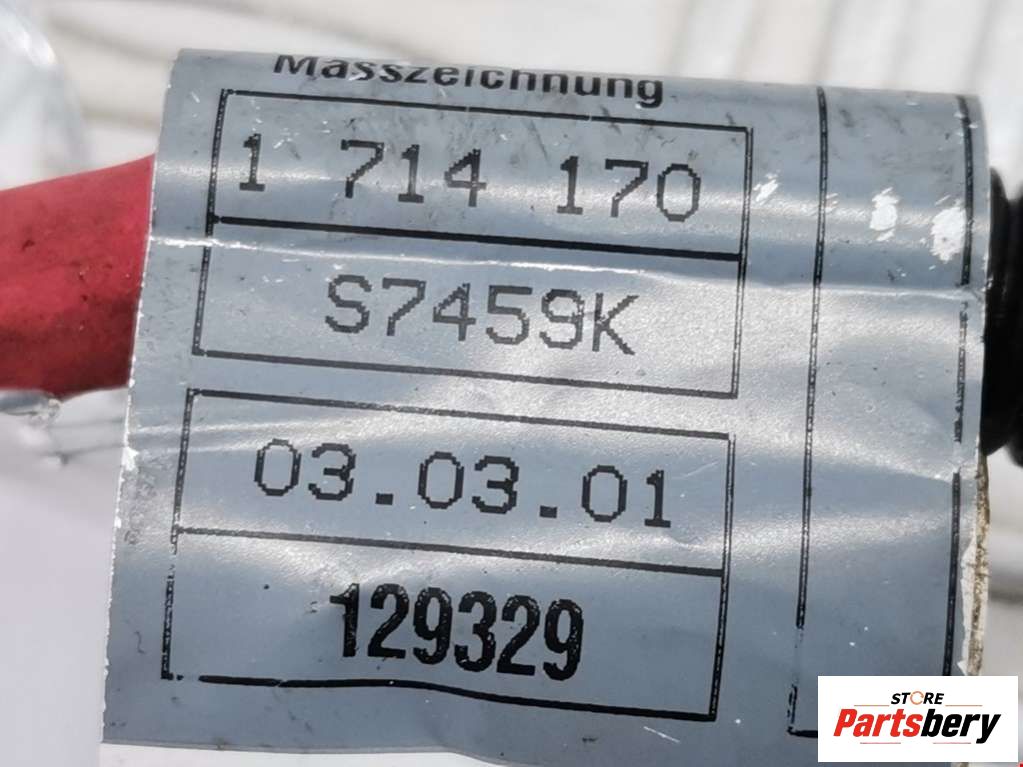 Masszeichnung
1 714 170
S7459K
03.03.01
129329
STORE
Partsbery